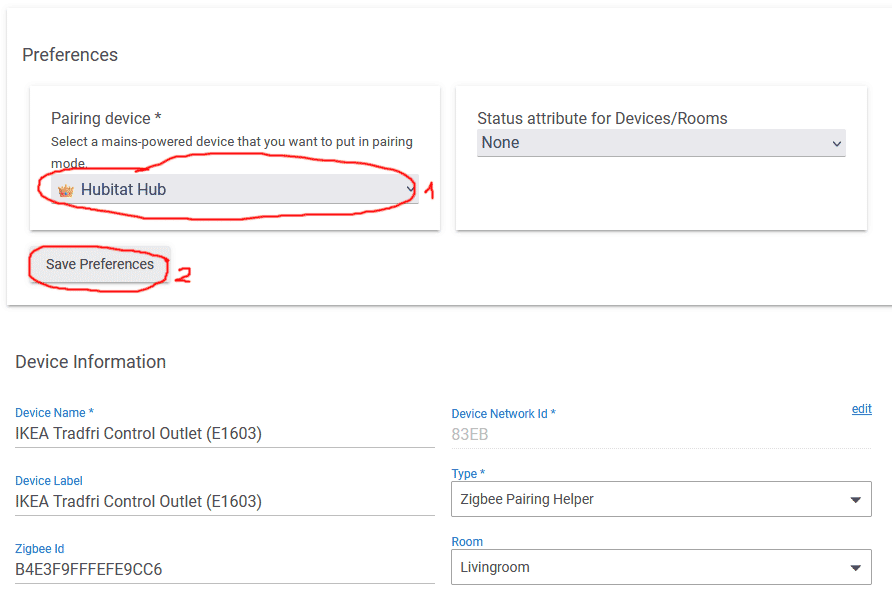 Preferences
Pairing device *
Select a mains-powered device that you want to put in pairing
mode.
Hubitat Hub
1
Status attribute for Devices/Rooms
None
Save Preferences
2
Device Information
Device Name *
IKEA Tradfri Control Outlet (E1603)
Device Network Id *
edit
83EB
Device Label
IKEA Tradfri Control Outlet (E1603)
Type *
Zigbee Pairing Helper
Zigbee Id
B4E3F9FFFEFE9CC6
Room
Livingroom